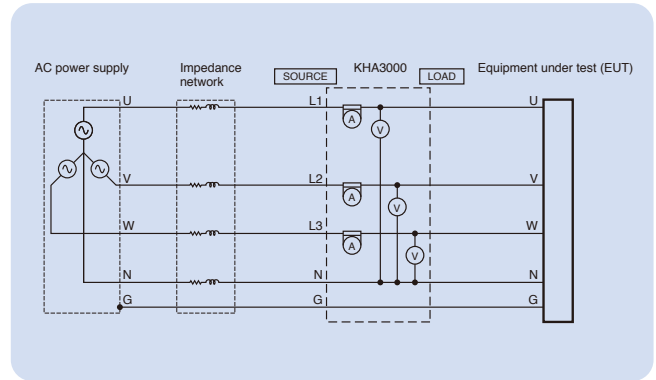 AC power supply
Impedance
network
SOURCE
KHA3000
LOAD
Equipment under test (EUT)
U
L1
A
V
U
V
L2
A
V
V
W
L3
A
V
W
N
N
N
G
G
G